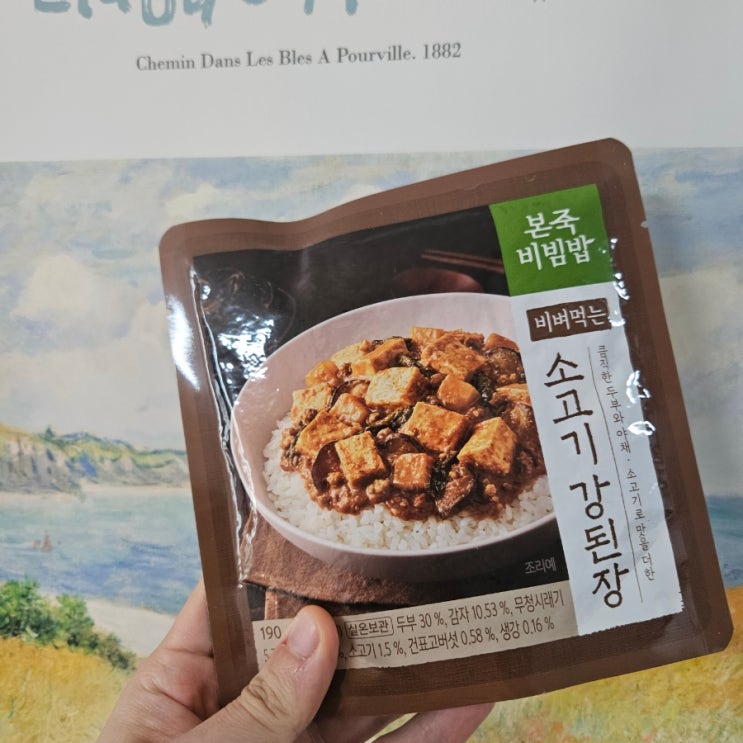 Chemin Dans Les Bles A Pourville. 1882
본죽
비빔밥
비벼먹는
소고기 강된장
큼직한 두부와 야채 · 소고기로 맛을 더한
조리예
190
실온보관 두부 30 %, 감자 10.53 %, 무청시래기
소고기 1.5 %, 건표고버섯 0.58 %, 생강 0.16 %